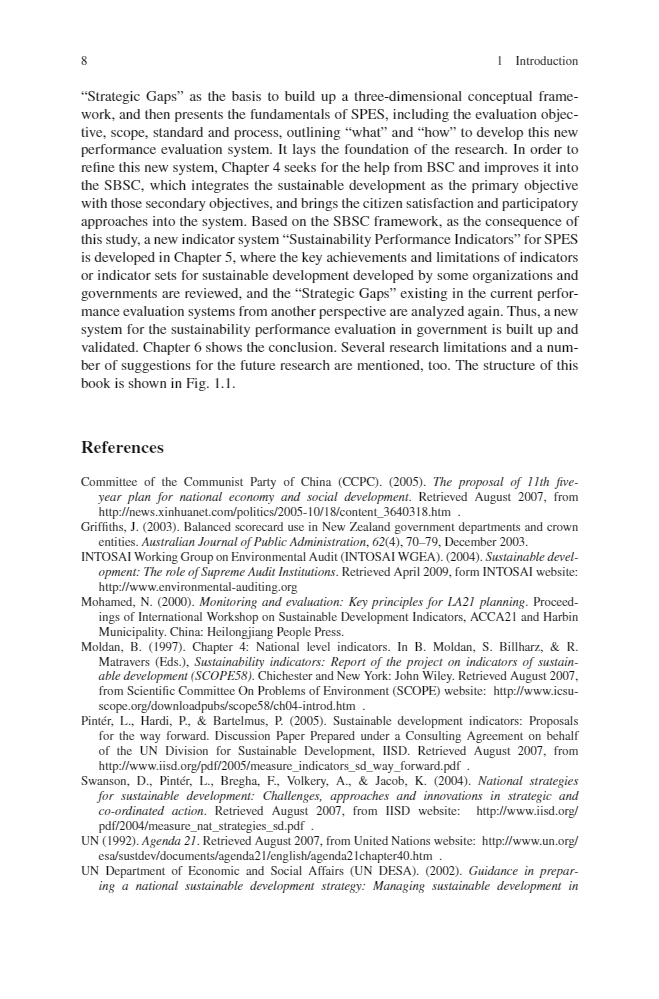 8
1 Introduction
“Strategic Gaps” as the basis to build up a three-dimensional conceptual frame-
work, and then presents the fundamentals of SPES, including the evaluation objec-
tive, scope, standard and process, outlining “what” and “how” to develop this new
performance evaluation system. It lays the foundation of the research. In order to
refine this new system, Chapter 4 seeks for the help from BSC and improves it into
the SBSC, which integrates the sustainable development as the primary objective
with those secondary objectives, and brings the citizen satisfaction and participatory
approaches into the system. Based on the SBSC framework, as the consequence of
this study, a new indicator system “Sustainability Performance Indicators” for SPES
is developed in Chapter 5, where the key achievements and limitations of indicators
or indicator sets for sustainable development developed by some organizations and
governments are reviewed, and the “Strategic Gaps” existing in the current perfor-
mance evaluation systems from another perspective are analyzed again. Thus, a new
system for the sustainability performance evaluation in government is built up and
validated. Chapter 6 shows the conclusion. Several research limitations and a num-
ber of suggestions for the future research are mentioned, too. The structure of this
book is shown in Fig. 1.1.
References
Committee of the Communist Party of China (CCPC). (2005). The proposal of 11th five-
year plan for national economy and social development. Retrieved August 2007, from
http://news.xinhuanet.com/politics/2005-10/18/content_3640318.htm .
Griffiths, J. (2003). Balanced scorecard use in New Zealand government departments and crown
entities. Australian Journal of Public Administration, 62(4), 70–79, December 2003.
INTOSAI Working Group on Environmental Audit (INTOSAI WGEA). (2004). Sustainable devel-
opment: The role of Supreme Audit Institutions. Retrieved April 2009, form INTOSAI website:
http://www.environmental-auditing.org
Mohamed, N. (2000). Monitoring and evaluation: Key principles for LA21 planning. Proceed-
ings of International Workshop on Sustainable Development Indicators, ACCA21 and Harbin
Municipality. China: Heilongjiang People Press.
Moldan, B. (1997). Chapter 4: National level indicators. In B. Moldan, S. Billharz, & R.
Matravers (Eds.), Sustainability indicators: Report of the project on indicators of sustain-
able development (SCOPE58). Chichester and New York: John Wiley. Retrieved August 2007,
from Scientific Committee On Problems of Environment (SCOPE) website: http://www.icsu-
scope.org/downloadpubs/scope58/ch04-introd.htm .
Pintér, L., Hardi, P., & Bartelmus, P. (2005). Sustainable development indicators: Proposals
for the way forward. Discussion Paper Prepared under a Consulting Agreement on behalf
of the UN Division for Sustainable Development, IISD. Retrieved August 2007, from
http://www.iisd.org/pdf/2005/measure_indicators_sd_way_forward.pdf .
Swanson, D., Pintér, L., Bregha, F., Volkery, A., & Jacob, K. (2004). National strategies
for sustainable development: Challenges, approaches and innovations in strategic and
co-ordinated action. Retrieved August 2007, from IISD website: http://www.iisd.org/
pdf/2004/measure_nat_strategies_sd.pdf .
UN (1992). Agenda 21. Retrieved August 2007, from United Nations website: http://www.un.org/
esa/sustdev/documents/agenda21/english/agenda21chapter40.htm .
UN Department of Economic and Social Affairs (UN DESA). (2002). Guidance in prepar-
ing a national sustainable development strategy: Managing sustainable development in